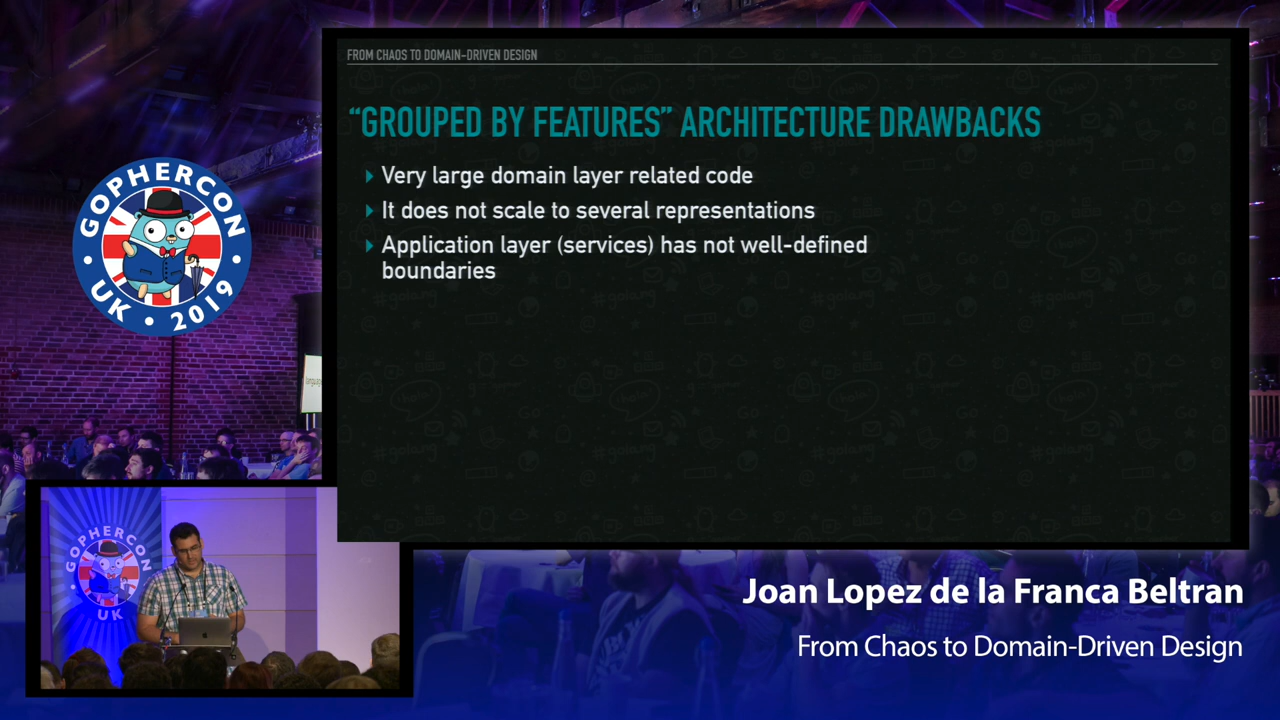 FROM CHAOS TO DOMAIN-DRIVEN DESIGN
“GROUPED BY FEATURES” ARCHITECTURE DRAWBACKS
Very large domain layer related code
It does not scale to several representations
Application layer (services) has not well-defined
boundaries
GOPHERCON
UK • 2019
GOPHERCON
UK
Joan Lopez de la Franca Beltran
From Chaos to Domain-Driven Design